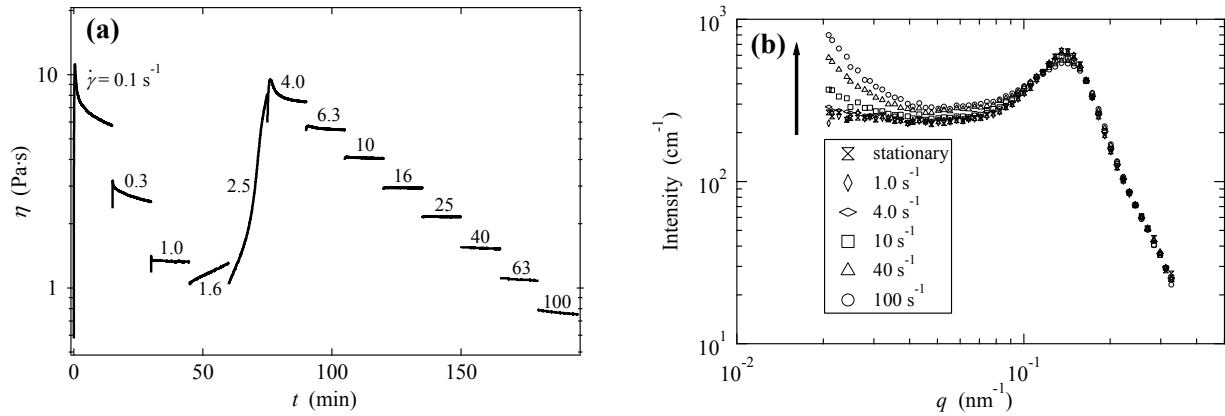 (a)
γ̇ = 0.1 s⁻¹
0.3
1.0
1.6
2.5
4.0
6.3
10
16
25
40
63
100
10
1
η (Pa·s)
0
50
100
150
t (min)
(b)
10³
10²
10¹
Intensity (cm⁻¹)
stationary
1.0 s⁻¹
4.0 s⁻¹
10 s⁻¹
40 s⁻¹
100 s⁻¹
10⁻²
10⁻¹
q (nm⁻¹)